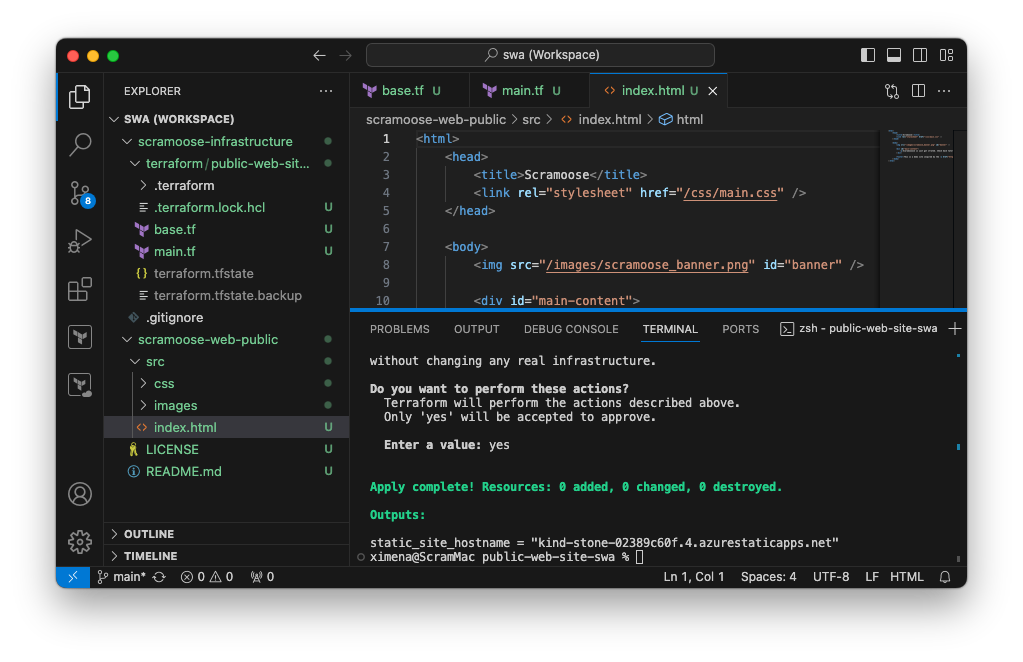 swa (Workspace)
EXPLORER
SWA (WORKSPACE)
scramoose-infrastructure
terraform/public-web-sit...
.terraform
.terraform.lock.hcl U
base.tf U
main.tf U
{} terraform.tfstate
terraform.tfstate.backup
.gitignore
scramoose-web-public
src
css
images
<> index.html U
LICENSE U
README.md U
OUTLINE
TIMELINE
8
base.tf U
main.tf U
<> index.html U
scramoose-web-public > src > <> index.html > html
1 <html>
2 <head>
3 <title>Scramoose</title>
4 <link rel="stylesheet" href="/css/main.css" />
5 </head>
6
7 <body>
8 <img src="/images/scramoose_banner.png" id="banner" />
9
10 <div id="main-content">
PROBLEMS OUTPUT DEBUG CONSOLE TERMINAL PORTS zsh - public-web-site-swa
without changing any real infrastructure.
Do you want to perform these actions?
Terraform will perform the actions described above.
Only 'yes' will be accepted to approve.
Enter a value: yes
Apply complete! Resources: 0 added, 0 changed, 0 destroyed.
Outputs:
static_site_hostname = "kind-stone-02389c60f.4.azurestaticapps.net"
ximena@ScramMac public-web-site-swa %
main* 0 0 0 Ln 1, Col 1 Spaces: 4 UTF-8 LF HTML